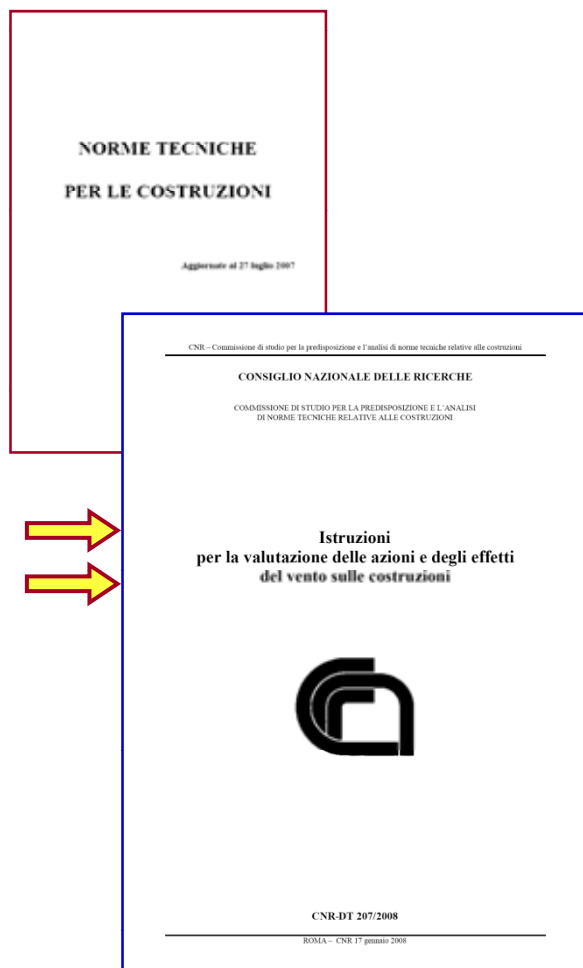 NORME TECNICHE
PER LE COSTRUZIONI
Aggiornate al 27 luglio 2007
CNR – Commissione di studio per la predisposizione e l'analisi di norme tecniche relative alle costruzioni
CONSIGLIO NAZIONALE DELLE RICERCHE
COMMISSIONE DI STUDIO PER LA PREDISPOSIZIONE E L'ANALISI
DI NORME TECNICHE RELATIVE ALLE COSTRUZIONI
Istruzioni
per la valutazione delle azioni e degli effetti
del vento sulle costruzioni
CNR-DT 207/2008
ROMA – CNR 17 gennaio 2008